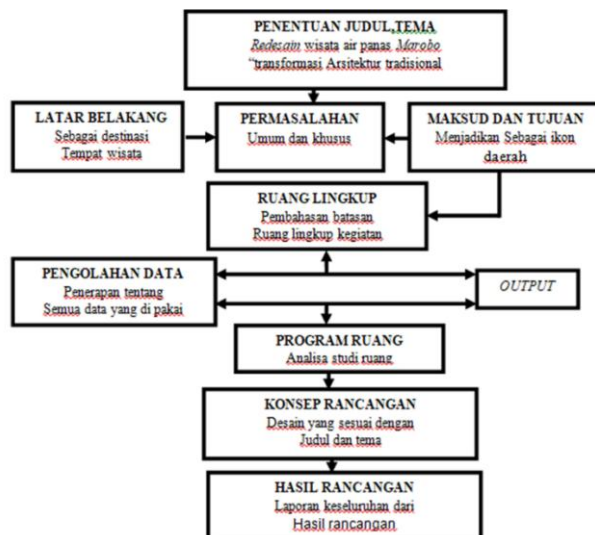 PENENTUAN JUDUL,TEMA
Redesain wisata air panas Marobo
“transformasi Arsitektur tradisional
LATAR BELAKANG
Sebagai destinasi
Tempat wisata
PERMASALAHAN
Umum dan khusus
MAKSUD DAN TUJUAN
Menjadikan Sebagai ikon
daerah
RUANG LINGKUP
Pembahasan batasan
Ruang lingkup kegiatan
PENGOLAHAN DATA
Penerapan tentang
Semua data yang di pakai
OUTPUT
PROGRAM RUANG
Analisa studi ruang
KONSEP RANCANGAN
Desain yang sesuai dengan
Judul dan tema
HASIL RANCANGAN
Laporan keseluruhan dari
Hasil rancangan